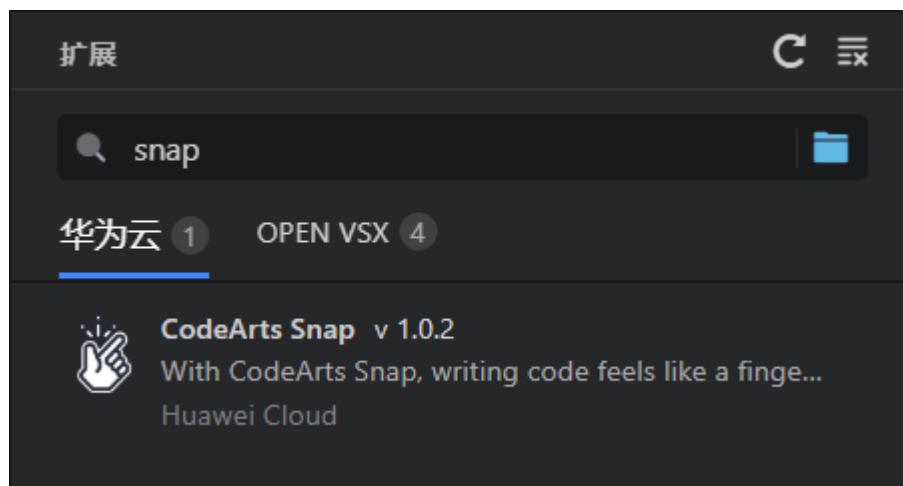 扩展
snap
华为云 1 OPEN VSX 4
CodeArts Snap v 1.0.2
With CodeArts Snap, writing code feels like a finge...
Huawei Cloud